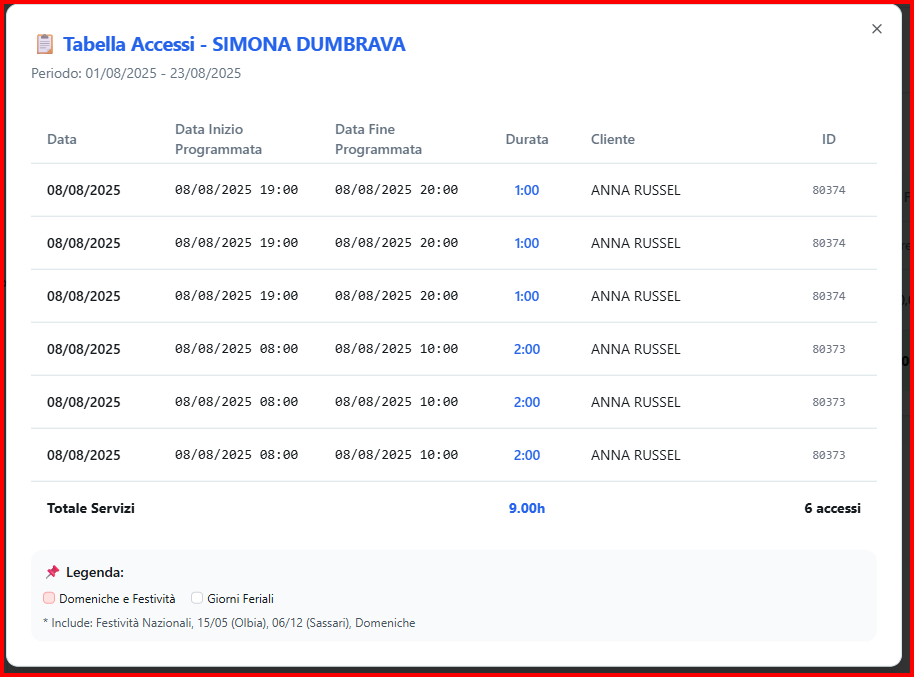 Tabella Accessi - SIMONA DUMBRAVA
Periodo: 01/08/2025 - 23/08/2025
Data Data Inizio Programmata Data Fine Programmata Durata Cliente ID
08/08/2025 08/08/2025 19:00 08/08/2025 20:00 1:00 ANNA RUSSEL 80374
08/08/2025 08/08/2025 19:00 08/08/2025 20:00 1:00 ANNA RUSSEL 80374
08/08/2025 08/08/2025 19:00 08/08/2025 20:00 1:00 ANNA RUSSEL 80374
08/08/2025 08/08/2025 08:00 08/08/2025 10:00 2:00 ANNA RUSSEL 80373
08/08/2025 08/08/2025 08:00 08/08/2025 10:00 2:00 ANNA RUSSEL 80373
08/08/2025 08/08/2025 08:00 08/08/2025 10:00 2:00 ANNA RUSSEL 80373
Totale Servizi 9.00h 6 accessi
Legenda:
Domeniche e Festività Giorni Feriali
* Include: Festività Nazionali, 15/05 (Olbia), 06/12 (Sassari), Domeniche